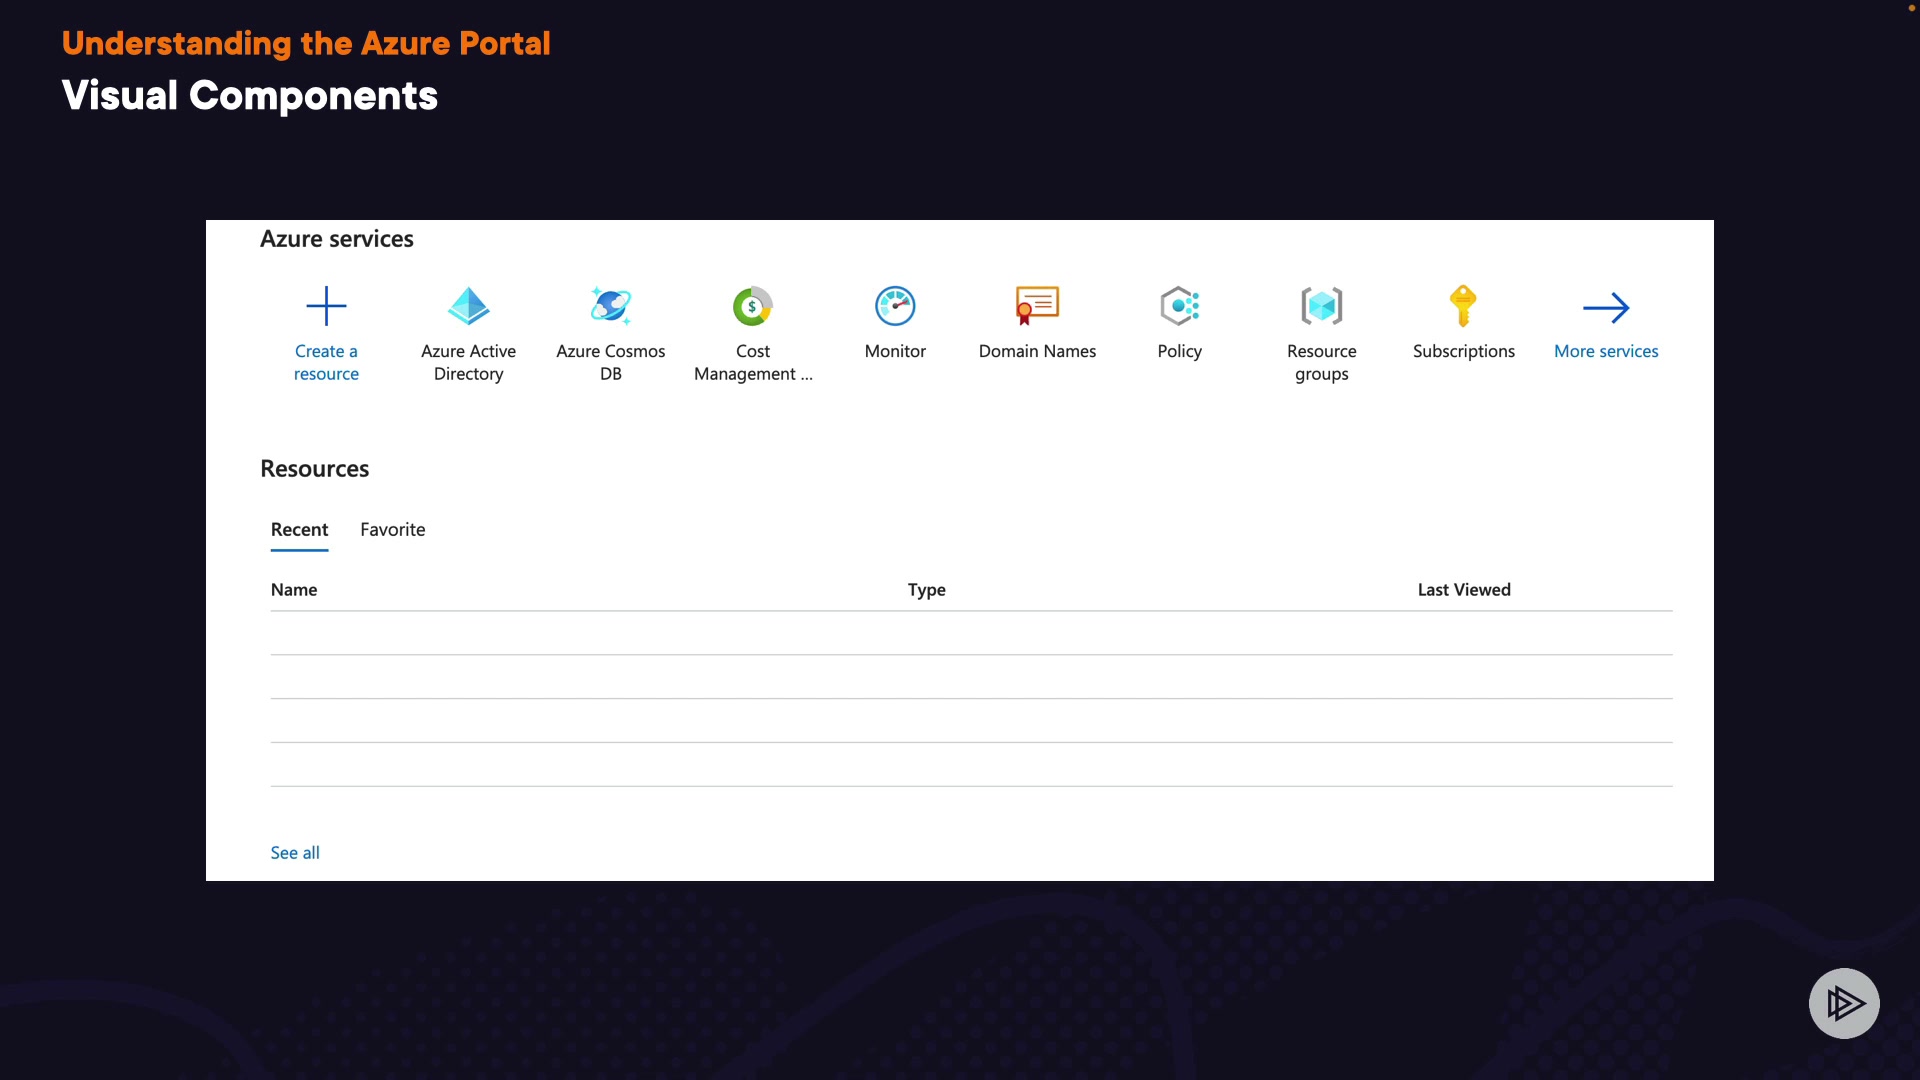 Understanding the Azure Portal
Visual Components
Azure services
Create a
resource
Azure Active
Directory
Azure Cosmos
DB
Cost
Management ...
Monitor
Domain Names
Policy
Resource
groups
Subscriptions
More services
Resources
Recent Favorite
Name Type Last Viewed
See all